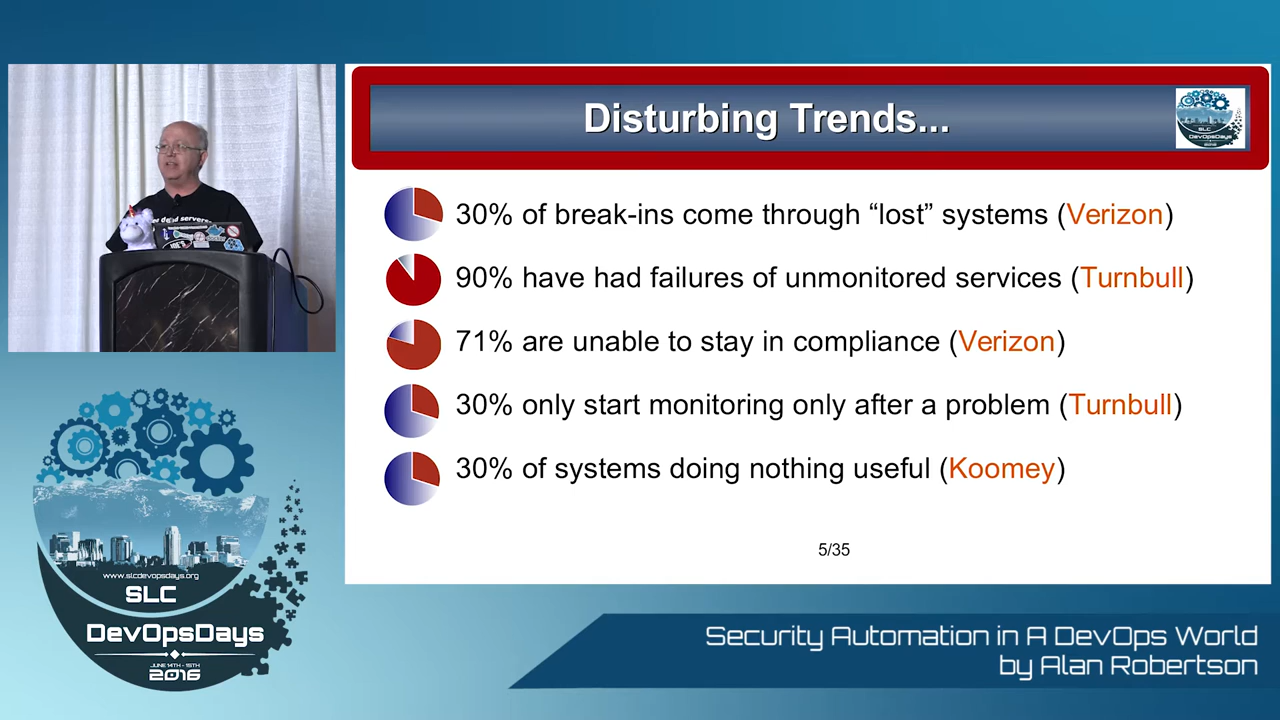 Disturbing Trends...
SLC
DevOpsDays
30% of break-ins come through “lost” systems (Verizon)
90% have had failures of unmonitored services (Turnbull)
71% are unable to stay in compliance (Verizon)
30% only start monitoring only after a problem (Turnbull)
30% of systems doing nothing useful (Koomey)
5/35
www.slcdevopsdays.org
SLC
DevOpsDays
JUNE 14TH - 15TH
2016
Security Automation in A DevOps World
by Alan Robertson